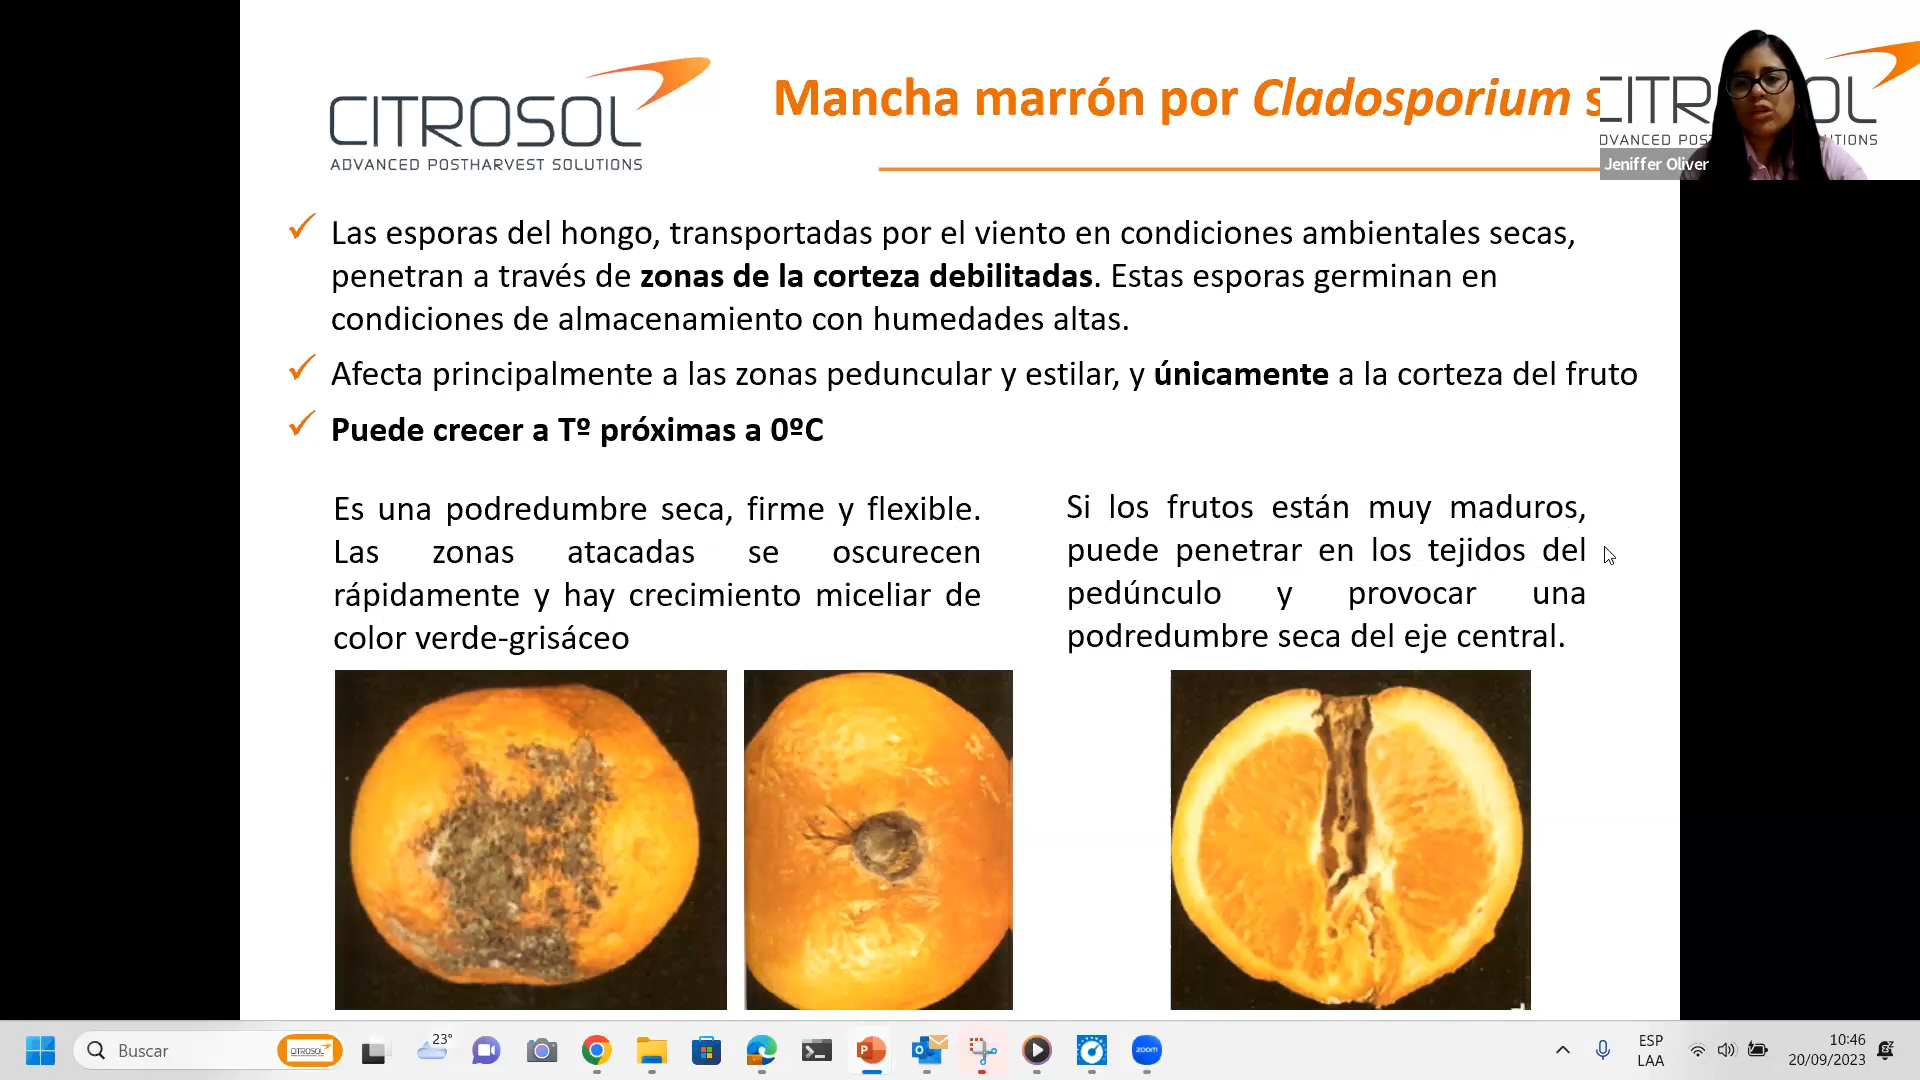 CITROSOL
ADVANCED POSTHARVEST SOLUTIONS
Mancha marrón por Cladosporium s
Jeniffer Oliver
Las esporas del hongo, transportadas por el viento en condiciones ambientales secas,
penetran a través de zonas de la corteza debilitadas. Estas esporas germinan en
condiciones de almacenamiento con humedades altas.
Afecta principalmente a las zonas peduncular y estilar, y únicamente a la corteza del fruto
Puede crecer a Tº próximas a 0ºC
Es una podredumbre seca, firme y flexible.
Las zonas atacadas se oscurecen
rápidamente y hay crecimiento miceliar de
color verde-grisáceo
Si los frutos están muy maduros,
puede penetrar en los tejidos del
pedúnculo y provocar una
podredumbre seca del eje central.
Buscar
CITROSOL
23°
zoom
ESP
LAA
10:46
20/09/2023